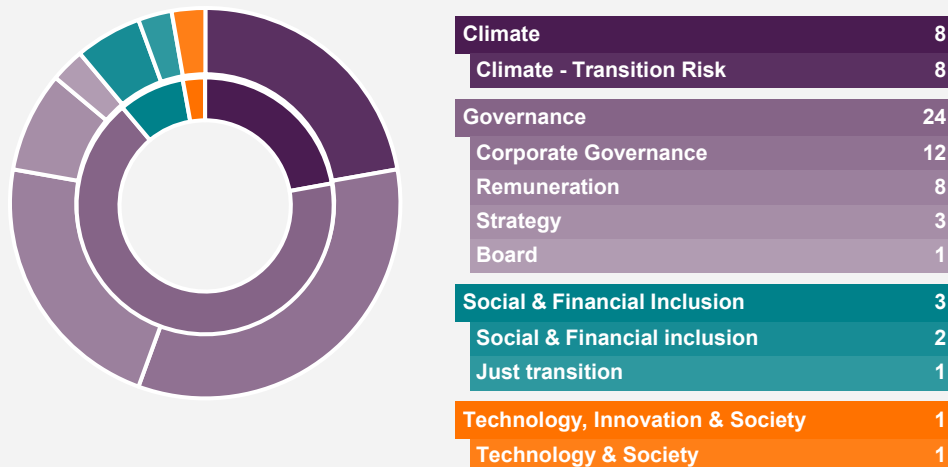 Climate 8
Climate - Transition Risk 8
Governance 24
Corporate Governance 12
Remuneration 8
Strategy 3
Board 1
Social & Financial Inclusion 3
Social & Financial inclusion 2
Just transition 1
Technology, Innovation & Society 1
Technology & Society 1